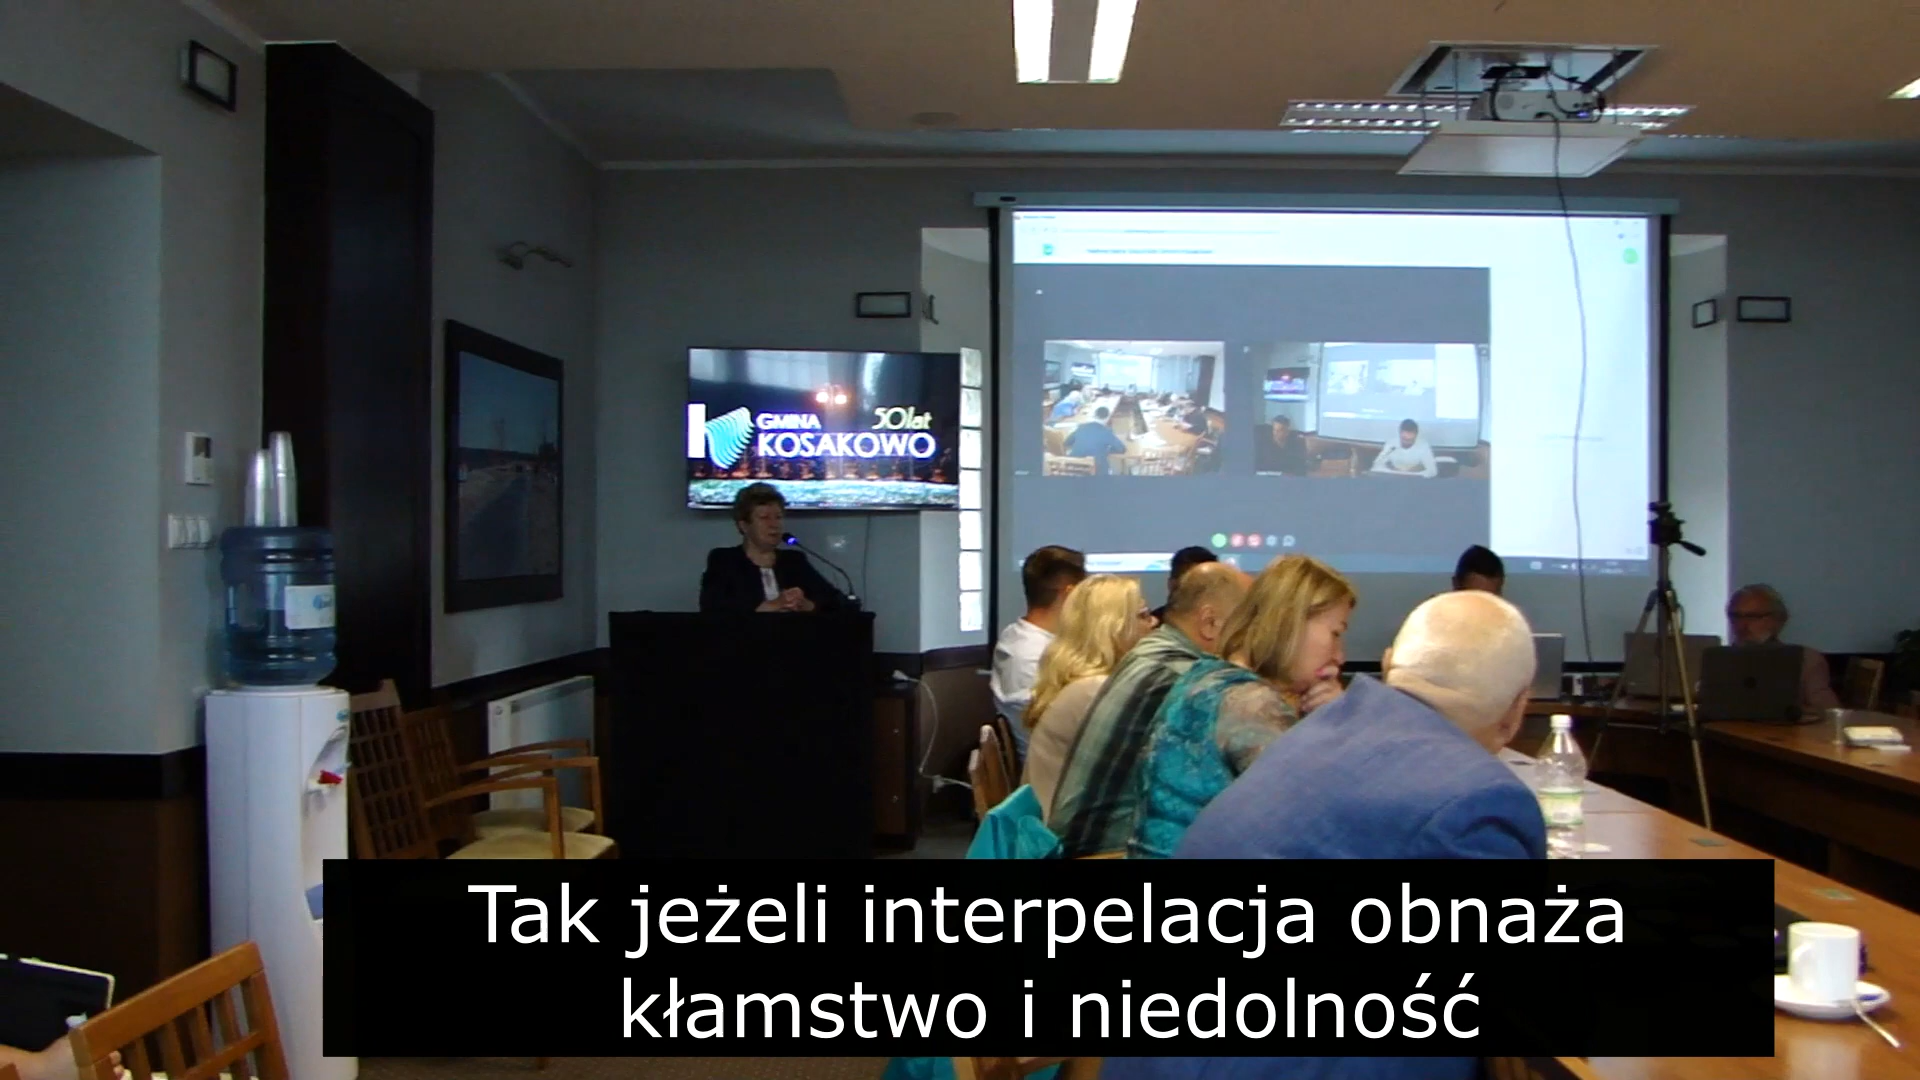 50lat
GMINA
KOSAKOWO
Tak jeżeli interpelacja obnaża
kłamstwo i niedolność